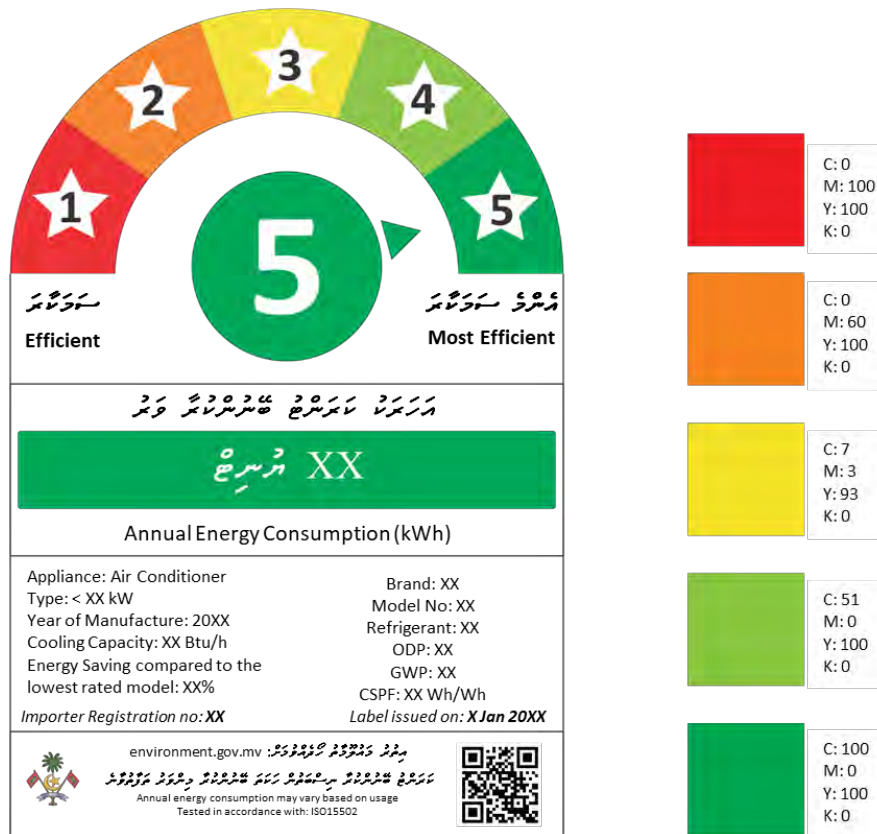 1
2
3
4
5
5
ސަމަކާރަ
Efficient
އެންމެ ސަމަކާރަ
Most Efficient
އަހަރަކު ކަރަންޓު ބޭނުންކުރާ ވަރު
XX ޔުނިޓް
Annual Energy Consumption (kWh)
Appliance: Air Conditioner
Type: < XX kW
Year of Manufacture: 20XX
Cooling Capacity: XX Btu/h
Energy Saving compared to the
lowest rated model: XX%
Importer Registration no: XX
Brand: XX
Model No: XX
Refrigerant: XX
ODP: XX
GWP: XX
CSPF: XX Wh/Wh
Label issued on: X Jan 20XX
އިތުރު މަޢުލޫމާތު ހޯއްދެވުމަށް: environment.gov.mv
ކަރަންޓު ބޭނުންކުރާ ނިސްބަތުން ހަކަތަ ބޭނުންކުރާ މިންވަރު ތަފާތުވާނެ
Annual energy consumption may vary based on usage
Tested in accordance with: ISO15502
C: 0
M: 100
Y: 100
K: 0
C: 0
M: 60
Y: 100
K: 0
C: 7
M: 3
Y: 93
K: 0
C: 51
M: 0
Y: 100
K: 0
C: 100
M: 0
Y: 100
K: 0